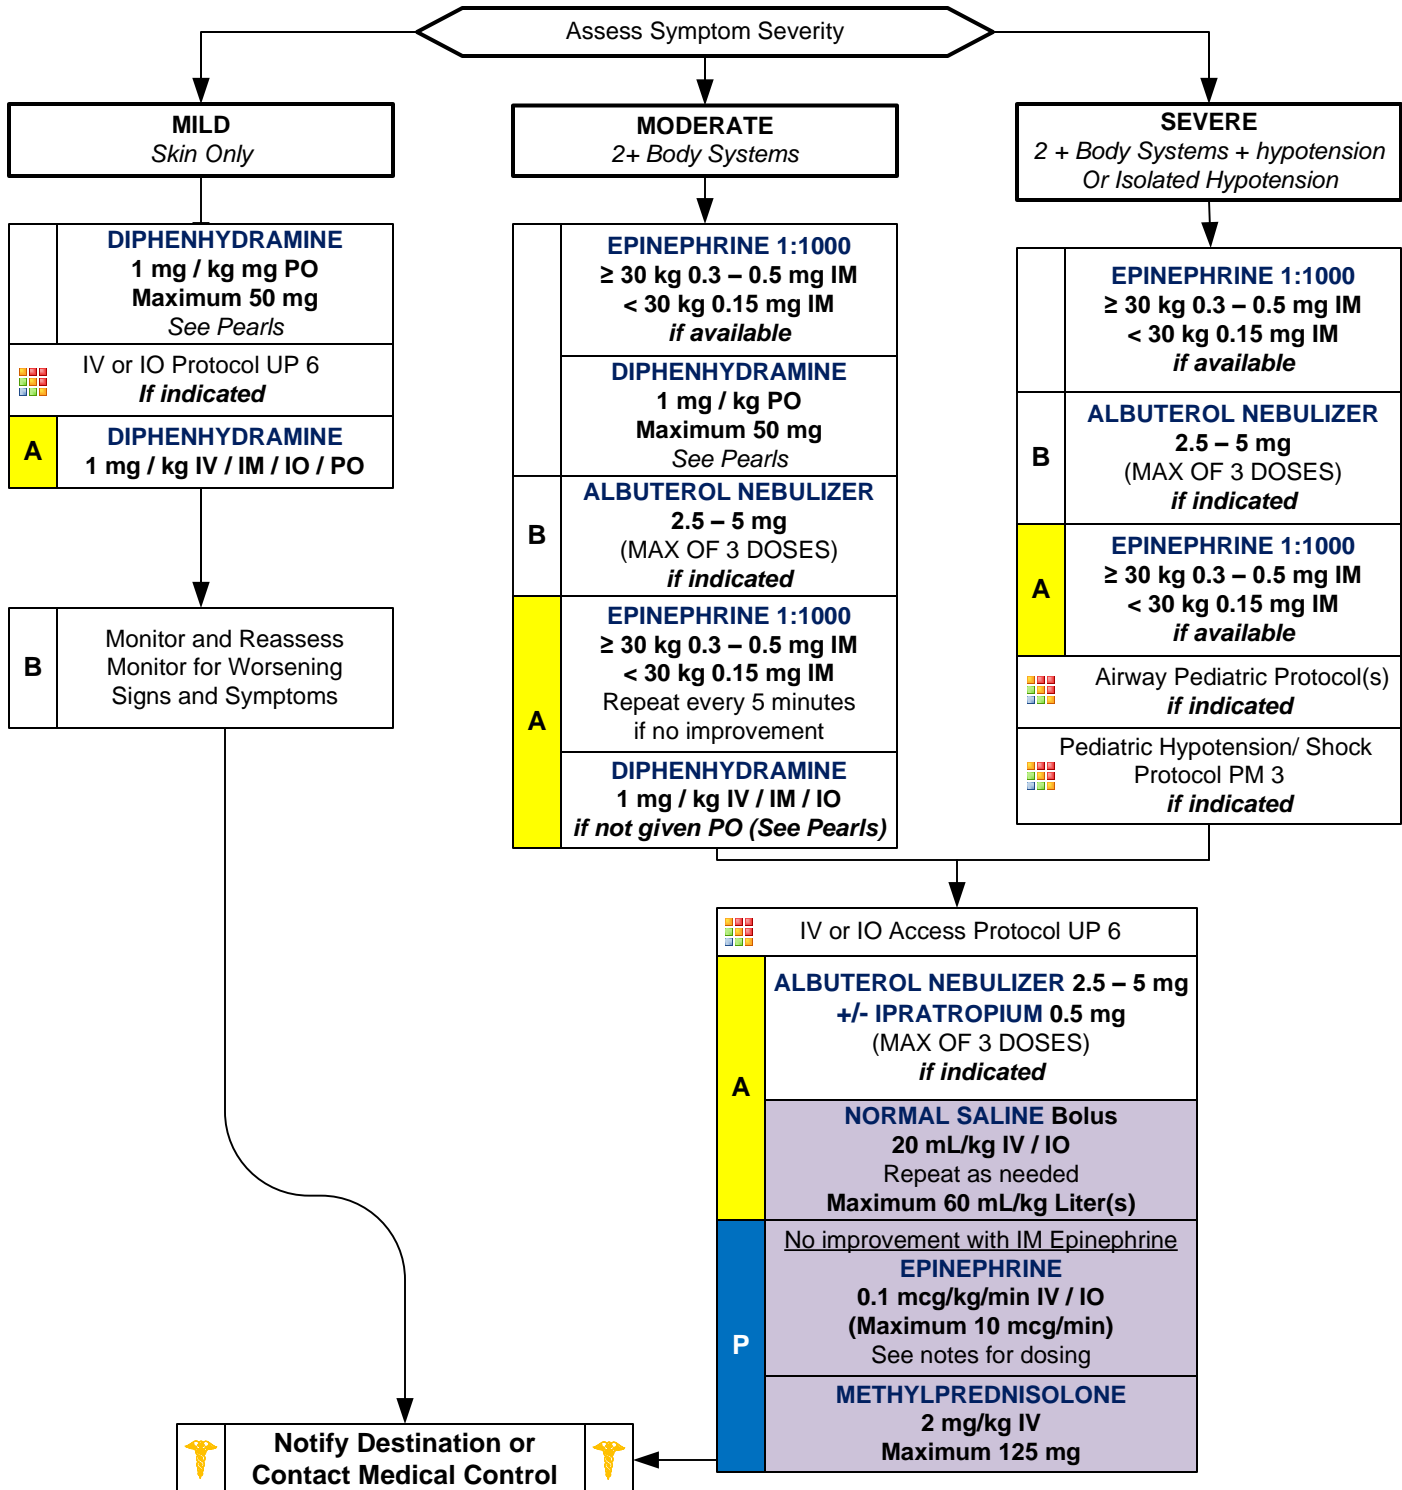 Assess Symptom Severity
MILD
Skin Only
DIPHENHYDRAMINE
1 mg / kg mg PO
Maximum 50 mg
See Pearls
IV or IO Protocol UP 6
If indicated
A
DIPHENHYDRAMINE
1 mg / kg IV / IM / IO / PO
B
Monitor and Reassess
Monitor for Worsening
Signs and Symptoms
MODERATE
2+ Body Systems
EPINEPHRINE 1:1000
≥ 30 kg 0.3 – 0.5 mg IM
< 30 kg 0.15 mg IM
if available
DIPHENHYDRAMINE
1 mg / kg PO
Maximum 50 mg
See Pearls
B
ALBUTEROL NEBULIZER
2.5 – 5 mg
(MAX OF 3 DOSES)
if indicated
A
EPINEPHRINE 1:1000
≥ 30 kg 0.3 – 0.5 mg IM
< 30 kg 0.15 mg IM
Repeat every 5 minutes
if no improvement
DIPHENHYDRAMINE
1 mg / kg IV / IM / IO
if not given PO (See Pearls)
SEVERE
2 + Body Systems + hypotension
Or Isolated Hypotension
EPINEPHRINE 1:1000
≥ 30 kg 0.3 – 0.5 mg IM
< 30 kg 0.15 mg IM
if available
B
ALBUTEROL NEBULIZER
2.5 – 5 mg
(MAX OF 3 DOSES)
if indicated
A
EPINEPHRINE 1:1000
≥ 30 kg 0.3 – 0.5 mg IM
< 30 kg 0.15 mg IM
if available
Airway Pediatric Protocol(s)
if indicated
Pediatric Hypotension/ Shock
Protocol PM 3
if indicated
IV or IO Access Protocol UP 6
A
ALBUTEROL NEBULIZER 2.5 – 5 mg
+/- IPRATROPIUM 0.5 mg
(MAX OF 3 DOSES)
if indicated
NORMAL SALINE Bolus
20 mL/kg IV / IO
Repeat as needed
Maximum 60 mL/kg Liter(s)
P
No improvement with IM Epinephrine
EPINEPHRINE
0.1 mcg/kg/min IV / IO
(Maximum 10 mcg/min)
See notes for dosing
METHYLPREDNISOLONE
2 mg/kg IV
Maximum 125 mg
Notify Destination or
Contact Medical Control